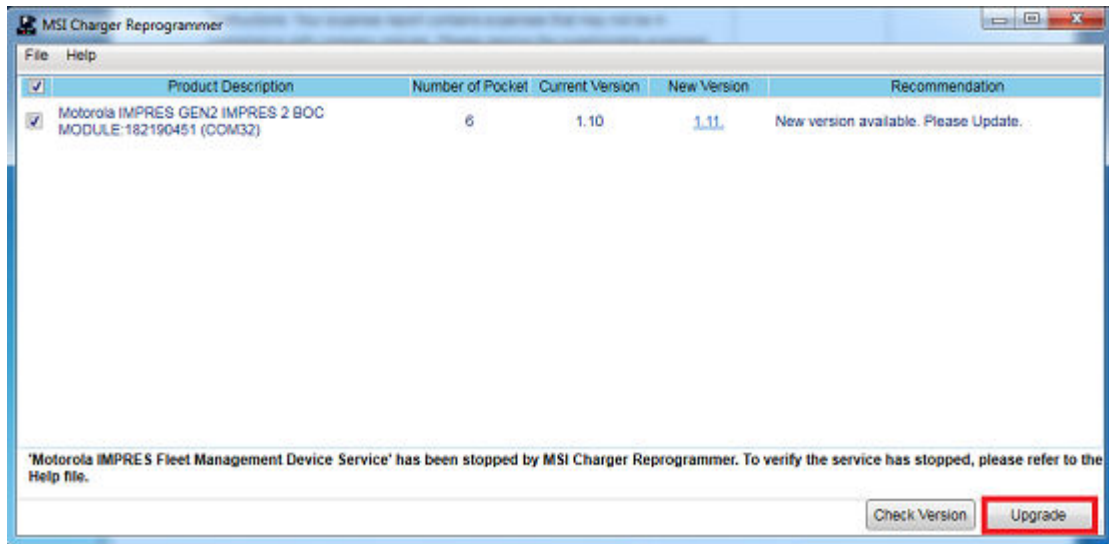 MSI Charger Reprogrammer
File Help
Product Description Number of Pocket Current Version New Version Recommendation
Motorola IMPRES GEN2 IMPRES 2 BOC
MODULE:182190451 (COM32) 6 1.10 1.11. New version available. Please Update.
'Motorola IMPRES Fleet Management Device Service' has been stopped by MSI Charger Reprogrammer. To verify the service has stopped, please refer to the
Help file.
Check Version Upgrade